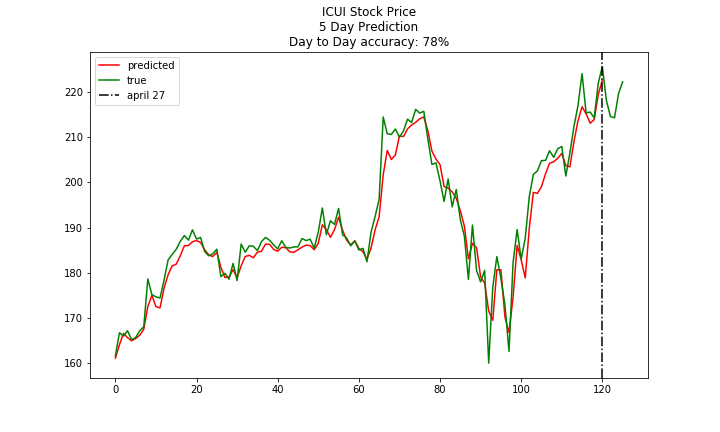 ICUI Stock Price
5 Day Prediction
Day to Day accuracy: 78%
predicted
true
april 27
220
210
200
190
180
170
160
0 20 40 60 80 100 120